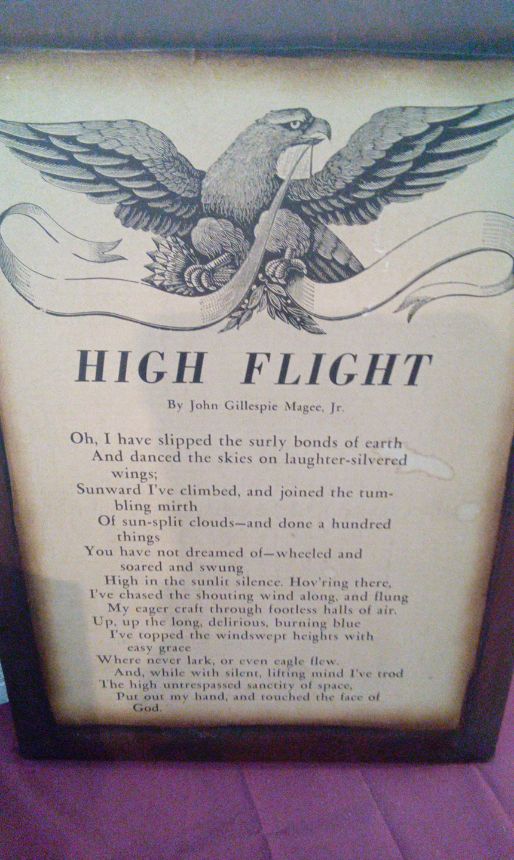 HIGH FLIGHT
By John Gillespie Magee, Jr.
Oh, I have slipped the surly bonds of earth
And danced the skies on laughter-silvered
wings;
Sunward I've climbed, and joined the tum-
bling mirth
Of sun-split clouds—and done a hundred
things
You have not dreamed of—wheeled and
soared and swung
High in the sunlit silence. Hov'ring there,
I've chased the shouting wind along, and flung
My eager craft through footless halls of air.
Up, up the long, delirious, burning blue
I've topped the windswept heights with
easy grace
Where never lark, or even eagle flew.
And, while with silent, lifting mind I've trod
The high untrespassed sanctity of space,
Put out my hand, and touched the face of
God.